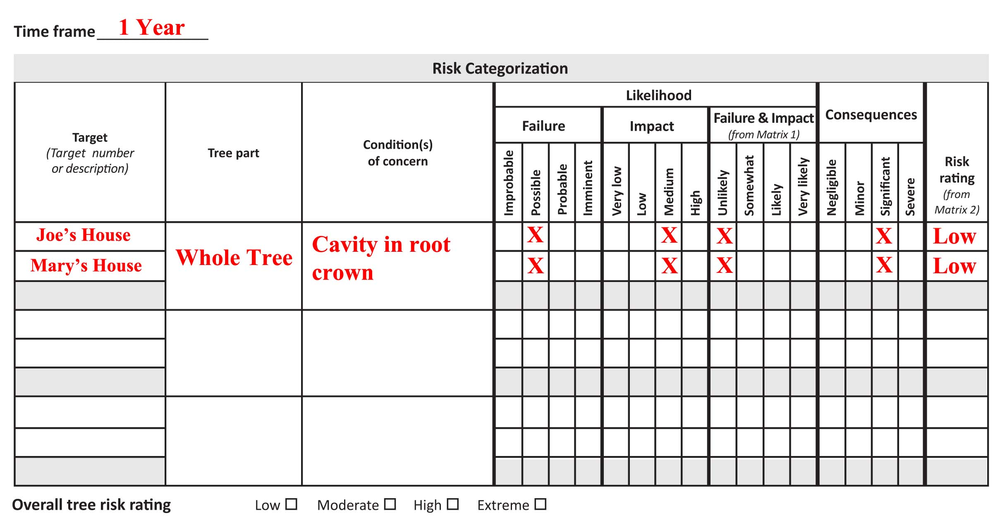 Time frame 1 Year
Risk Categorization
Target
(Target number
or description)
Tree part
Condition(s)
of concern
Likelihood
Failure
Impact
Failure & Impact
(from Matrix 1)
Consequences
Improbable
Possible
Probable
Imminent
Very low
Low
Medium
High
Unlikely
Somewhat
Likely
Very likely
Negligible
Minor
Significant
Severe
Risk
rating
(from
Matrix 2)
Joe's House
Whole Tree
Cavity in root
crown
X X X X Low
Mary's House
X X X X Low
Overall tree risk rating Low Moderate High Extreme